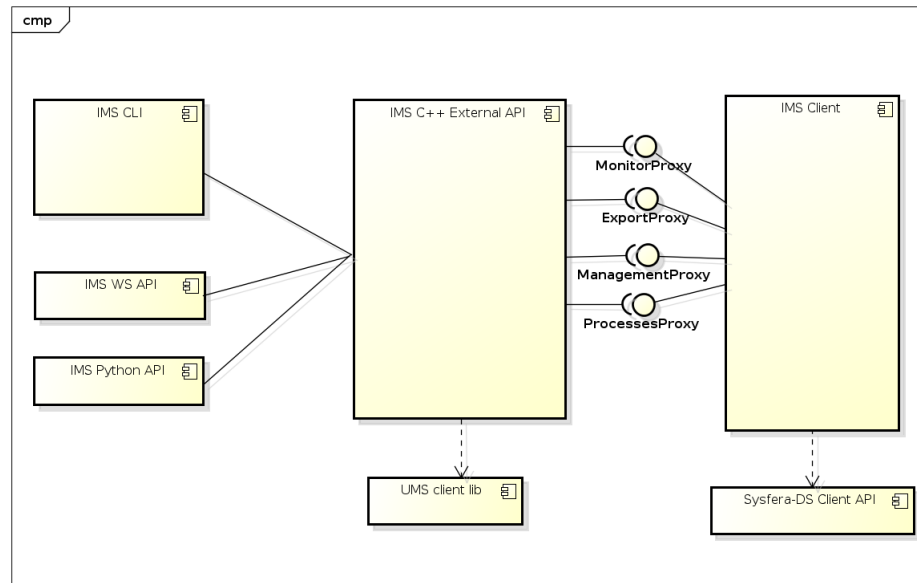 cmp
IMS CLI
IMS C++ External API
IMS Client
MonitorProxy
ExportProxy
IMS WS API
ManagementProxy
ProcessesProxy
IMS Python API
UMS client lib
Sysfera-DS Client API